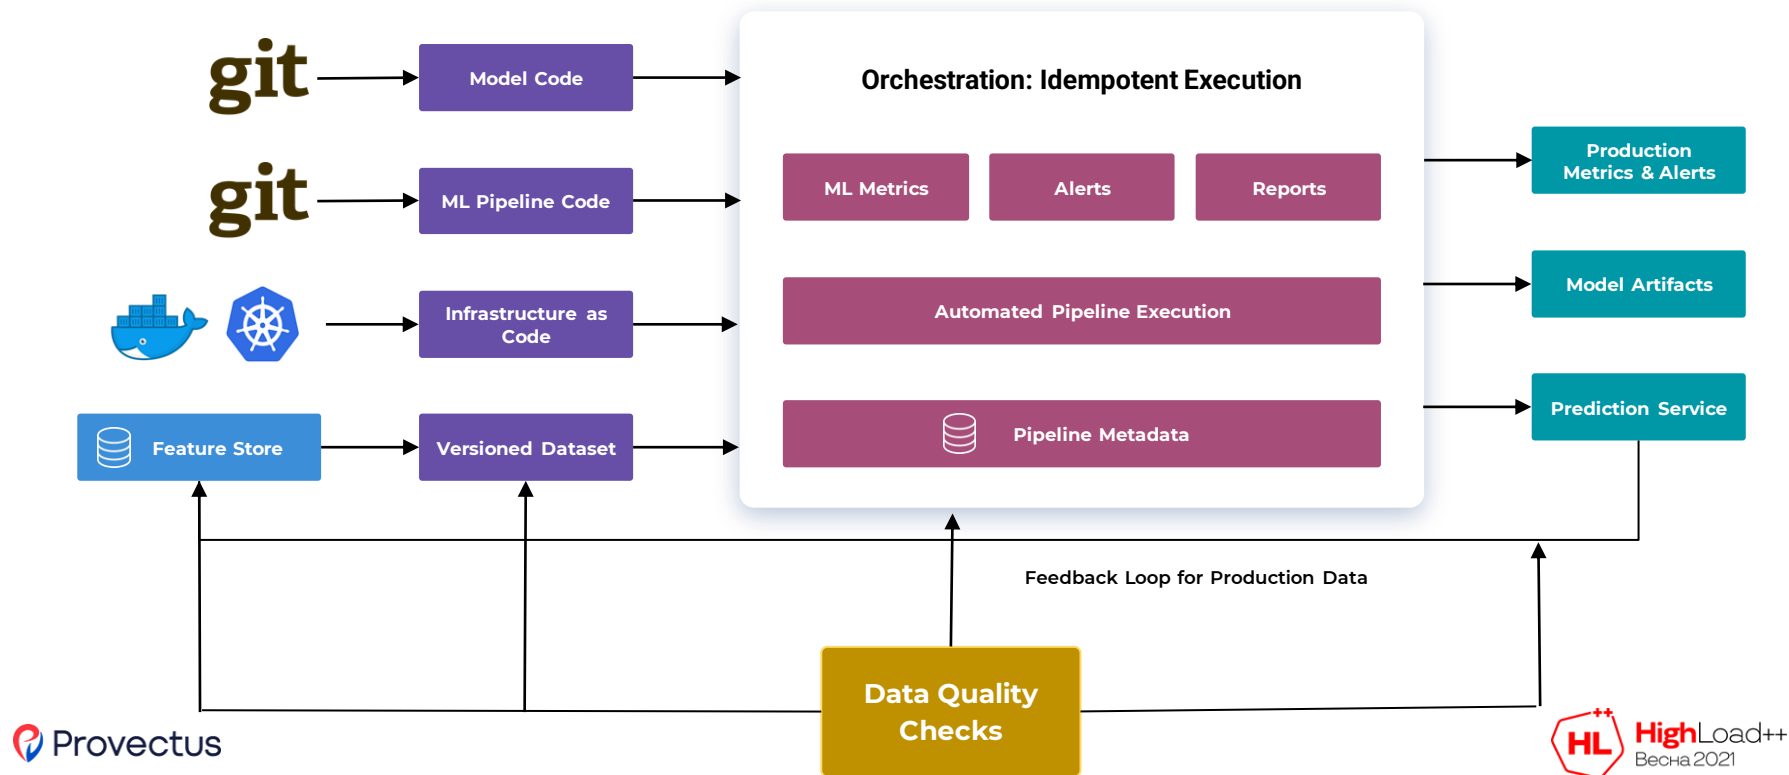 git
Model Code
Orchestration: Idempotent Execution
git
ML Pipeline Code
ML Metrics
Alerts
Reports
Production
Metrics & Alerts
Infrastructure as
Code
Automated Pipeline Execution
Model Artifacts
Feature Store
Versioned Dataset
Pipeline Metadata
Prediction Service
Feedback Loop for Production Data
Data Quality
Checks
Provectus
HL++
HighLoad++
Весна 2021